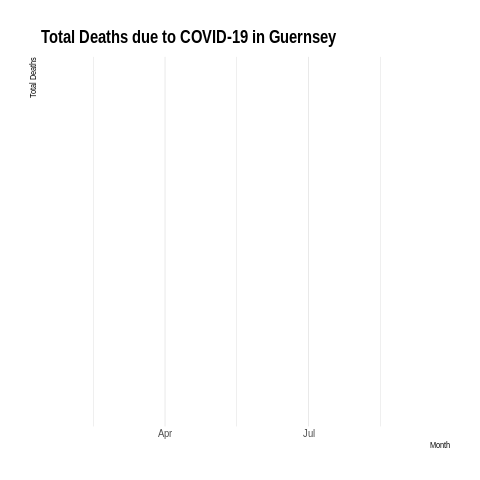 Total Deaths due to COVID-19 in Guernsey
Total Deaths
Apr
Jul
Month